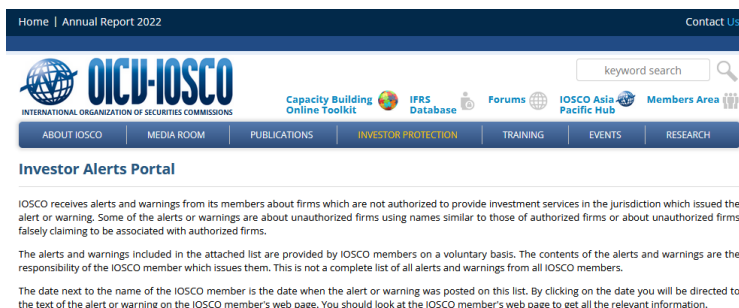 Home | Annual Report 2022 Contact Us
OICU-IOSCO
INTERNATIONAL ORGANIZATION OF SECURITIES COMMISSIONS
keyword search
Capacity Building Online Toolkit
IFRS Database
Forums
IOSCO Asia Pacific Hub
Members Area
ABOUT IOSCO MEDIA ROOM PUBLICATIONS INVESTOR PROTECTION TRAINING EVENTS RESEARCH
Investor Alerts Portal
IOSCO receives alerts and warnings from its members about firms which are not authorized to provide investment services in the jurisdiction which issued the
alert or warning. Some of the alerts or warnings are about unauthorized firms using names similar to those of authorized firms or about unauthorized firms
falsely claiming to be associated with authorized firms.
The alerts and warnings included in the attached list are provided by IOSCO members on a voluntary basis. The contents of the alerts and warnings are the
responsibility of the IOSCO member which issues them. This is not a complete list of all alerts and warnings from all IOSCO members.
The date next to the name of the IOSCO member is the date when the alert or warning was posted on this list. By clicking on the date you will be directed to
the text of the alert or warning on the IOSCO member's web page. You should look at the IOSCO member's web page to get all the relevant information.